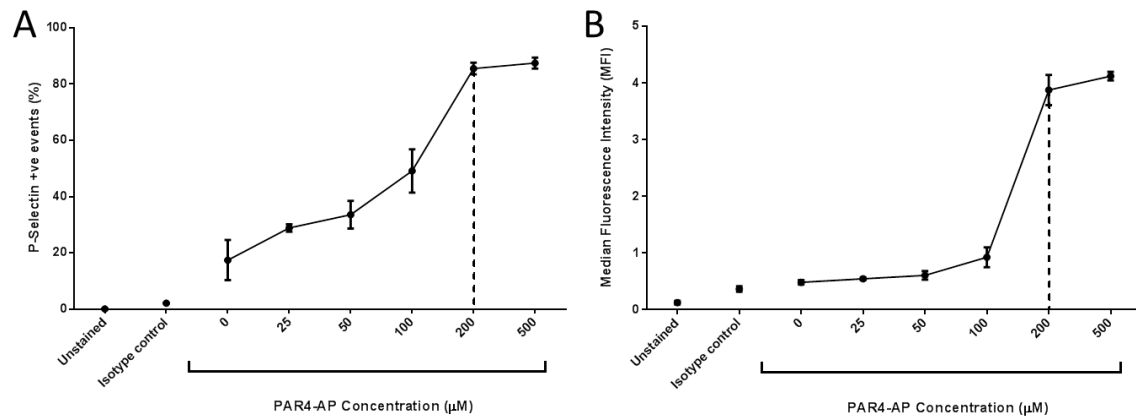 A
P-Selectin +ve events (%)
100
80
60
40
20
0
Unstained
Isotype control
0
25
50
100
200
500
PAR4-AP Concentration (µM)
B
Median Fluorescence Intensity (MFI)
5
4
3
2
1
0
Unstained
Isotype control
0
25
50
100
200
500
PAR4-AP Concentration (µM)